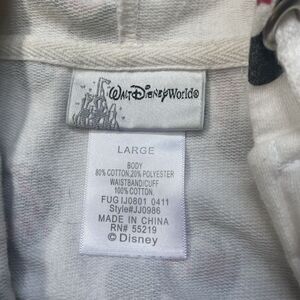 Walt Disney World®
LARGE
BODY
80% COTTON,20% POLYESTER
WAISTBAND/CUFF
100% COTTON.
FUG IJ0801 0411
Style#JJ0986
MADE IN CHINA
RN# 55219
©Disney